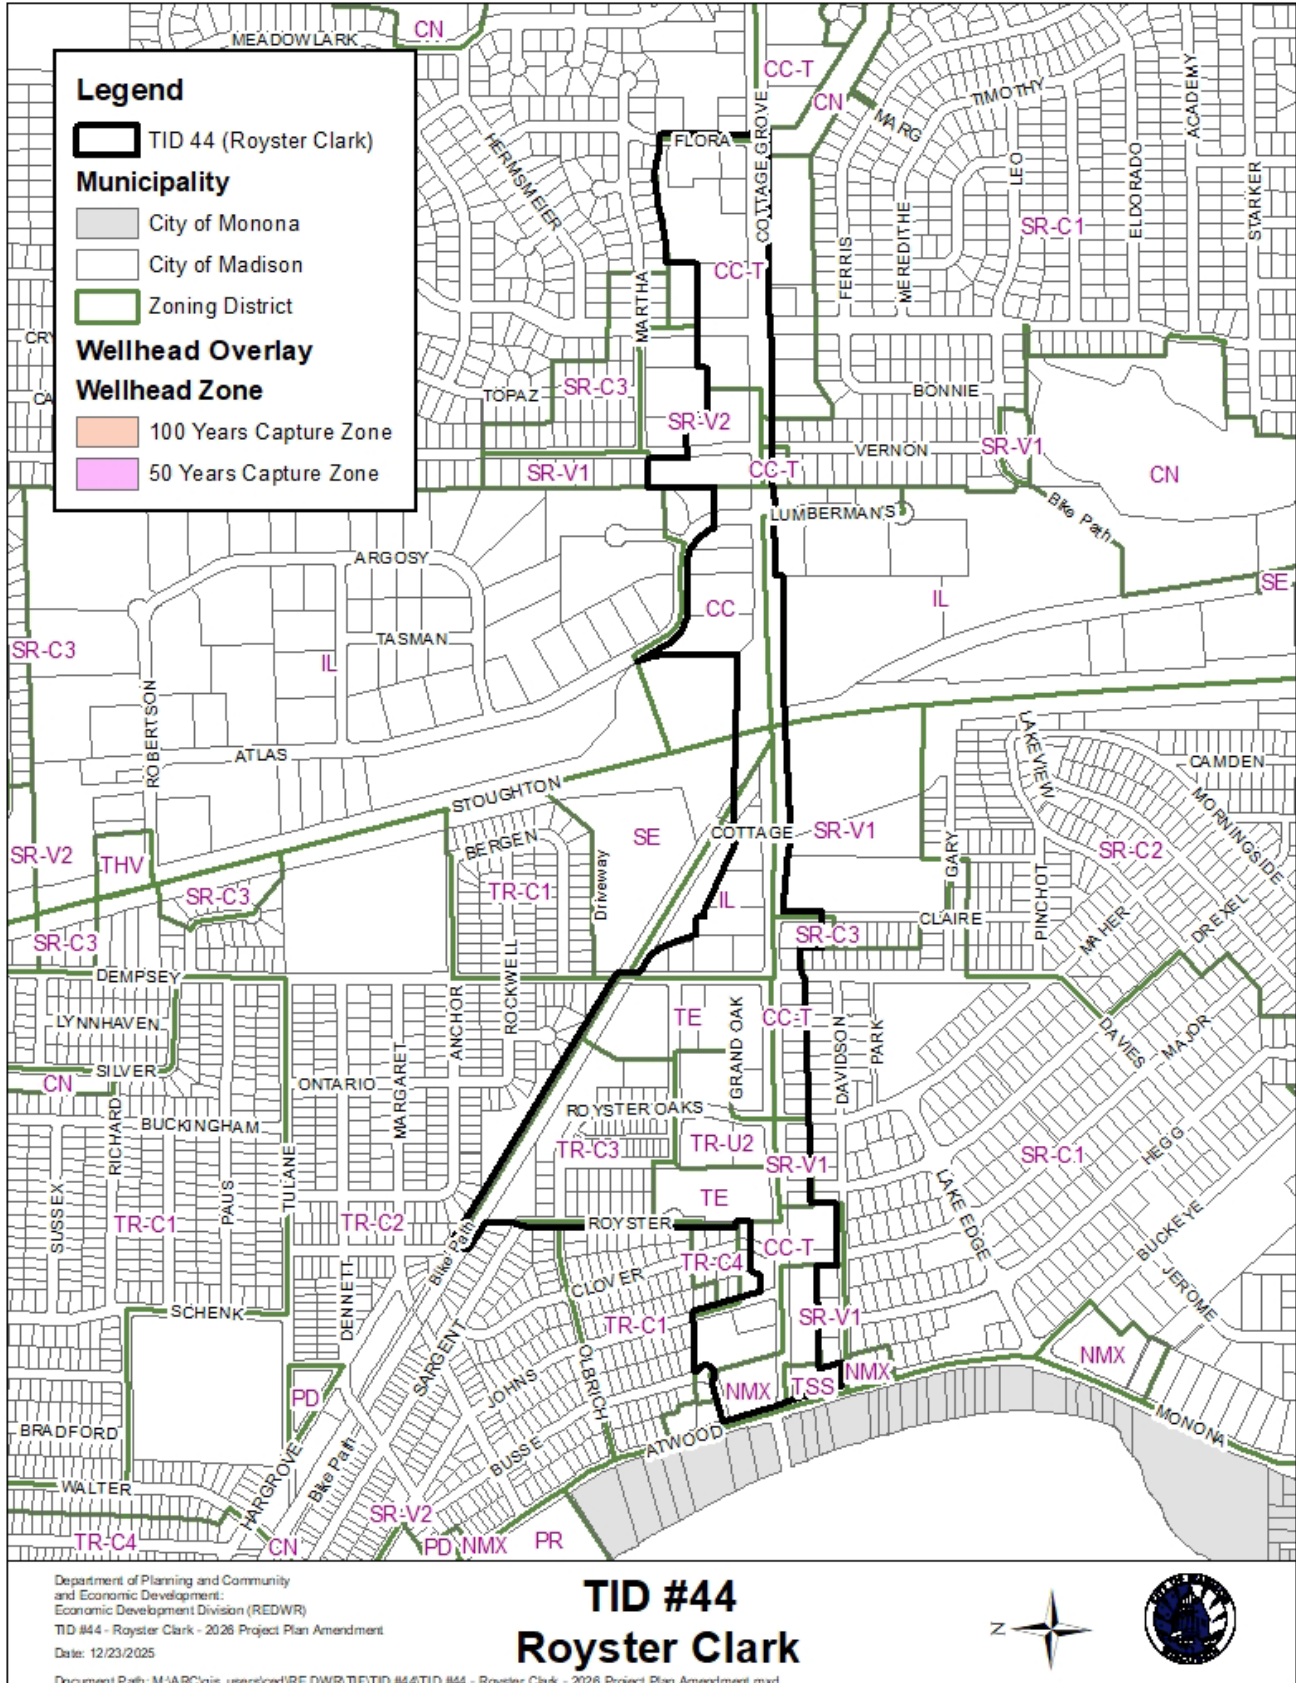 MEADOWLARK
CN
CC-T
CN
TIMOTHY
MARG
ACADEMY
HERMSMEIER
FLORA
COTTAGE GROVE
LEO
ELDORADO
STARKER
MEREDITHE
FERRIS
SR-C1
CC-T
MARTHA
Legend
TID 44 (Royster Clark)
Municipality
City of Monona
City of Madison
Zoning District
Wellhead Overlay
Wellhead Zone
100 Years Capture Zone
50 Years Capture Zone
CRY
CA
TOPAZ
SR-C3
BONNIE
SR-V2
VERNON
SR-V1
SR-V1
CC-T
CN
LUMBERMAN'S
Bike Path
ARGOSY
SE
IL
CC
TASMAN
SR-C3
IL
ROBERTSON
ATLAS
LAKEVIEW
CAMDEN
STOUGHTON
MORNINGSIDE
COTTAGE
SR-V1
BERGEN
SE
SR-V2
THV
GARY
SR-C2
TR-C1
Driveway
SR-C3
IL
PINCHOT
CLAIRE
DREXEL
MAHER
SR-C3
SR-C3
DEMPSEY
ROCKWELL
ANCHOR
LYNNHAVEN
TE
GRAND OAK
CC-T
DAVIDSON
PARK
DAVIES
MAJOR
SILVER
CN
ONTARIO
MARGARET
ROYSTER OAKS
BUCKINGHAM
RICHARD
TR-C3
TR-U2
SR-V1
SR-C1
HEGG
TULANE
SUSSEX
PAUS
TE
TR-C1
TR-C2
ROYSTER
LAKE EDGE
BUCKEYE
Bike Path
CC-T
TR-C4
CLOVER
JEROME
DENNETT
SCHENK
TR-C1
SR-V1
SARGENT
OLBRICH
JOHNS
NMX
NMX
PD
NMX
TSS
BRADFORD
ATWOOD
MONONA
BUSSE
HARGROVE
Bike Path
WALTER
SR-V2
TR-C4
CN
PD
NMX
PR
Department of Planning and Community
and Economic Development:
Economic Development Division (REDWR)
TID #44 - Royster Clark - 2026 Project Plan Amendment
Date: 12/23/2025
TID #44
Royster Clark
N